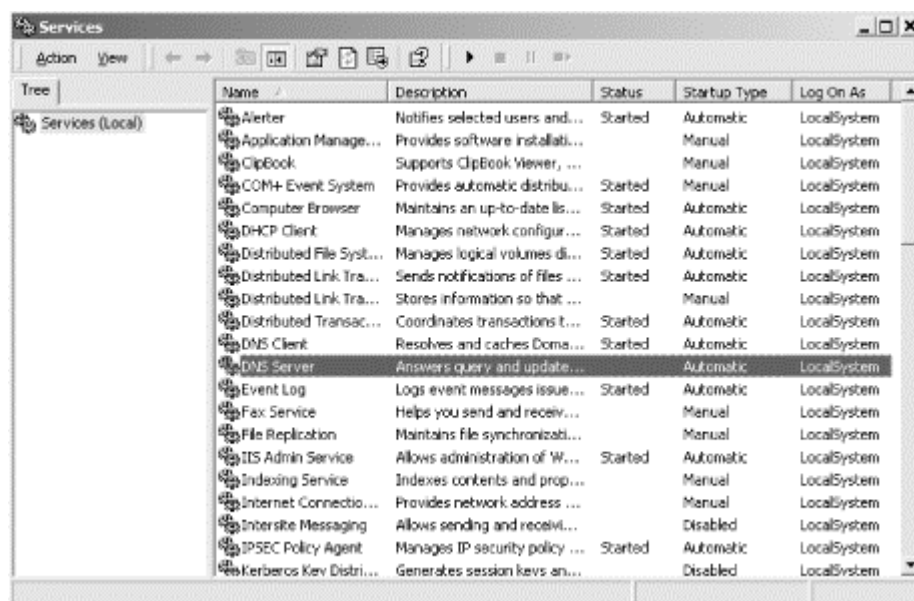 Services
Action View
Tree
Services (Local)
Name Description Status Startup Type Log On As
Alerter Notifies selected users and... Started Automatic LocalSystem
Application Manage... Provides software installati... Manual LocalSystem
ClipBook Supports ClipBook Viewer, ... Manual LocalSystem
COM+ Event System Provides automatic distribu... Started Manual LocalSystem
Computer Browser Maintains an up-to-date lis... Started Automatic LocalSystem
DHCP Client Manages network configur... Started Automatic LocalSystem
Distributed File Syst... Manages logical volumes di... Started Automatic LocalSystem
Distributed Link Tra... Sends notifications of files ... Started Automatic LocalSystem
Distributed Link Tra... Stores information so that ... Manual LocalSystem
Distributed Transac... Coordinates transactions t... Started Automatic LocalSystem
DNS Client Resolves and caches Doma... Started Automatic LocalSystem
DNS Server Answers query and update... Automatic LocalSystem
Event Log Logs event messages issue... Started Automatic LocalSystem
Fax Service Helps you send and receiv... Manual LocalSystem
File Replication Maintains file synchronizati... Manual LocalSystem
IIS Admin Service Allows administration of W... Started Automatic LocalSystem
Indexing Service Indexes contents and prop... Manual LocalSystem
Internet Connectio... Provides network address ... Manual LocalSystem
Intersite Messaging Allows sending and receivi... Disabled LocalSystem
IPSEC Policy Agent Manages IP security policy ... Started Automatic LocalSystem
Kerberos Key Distri... Generates session keys an... Disabled LocalSystem